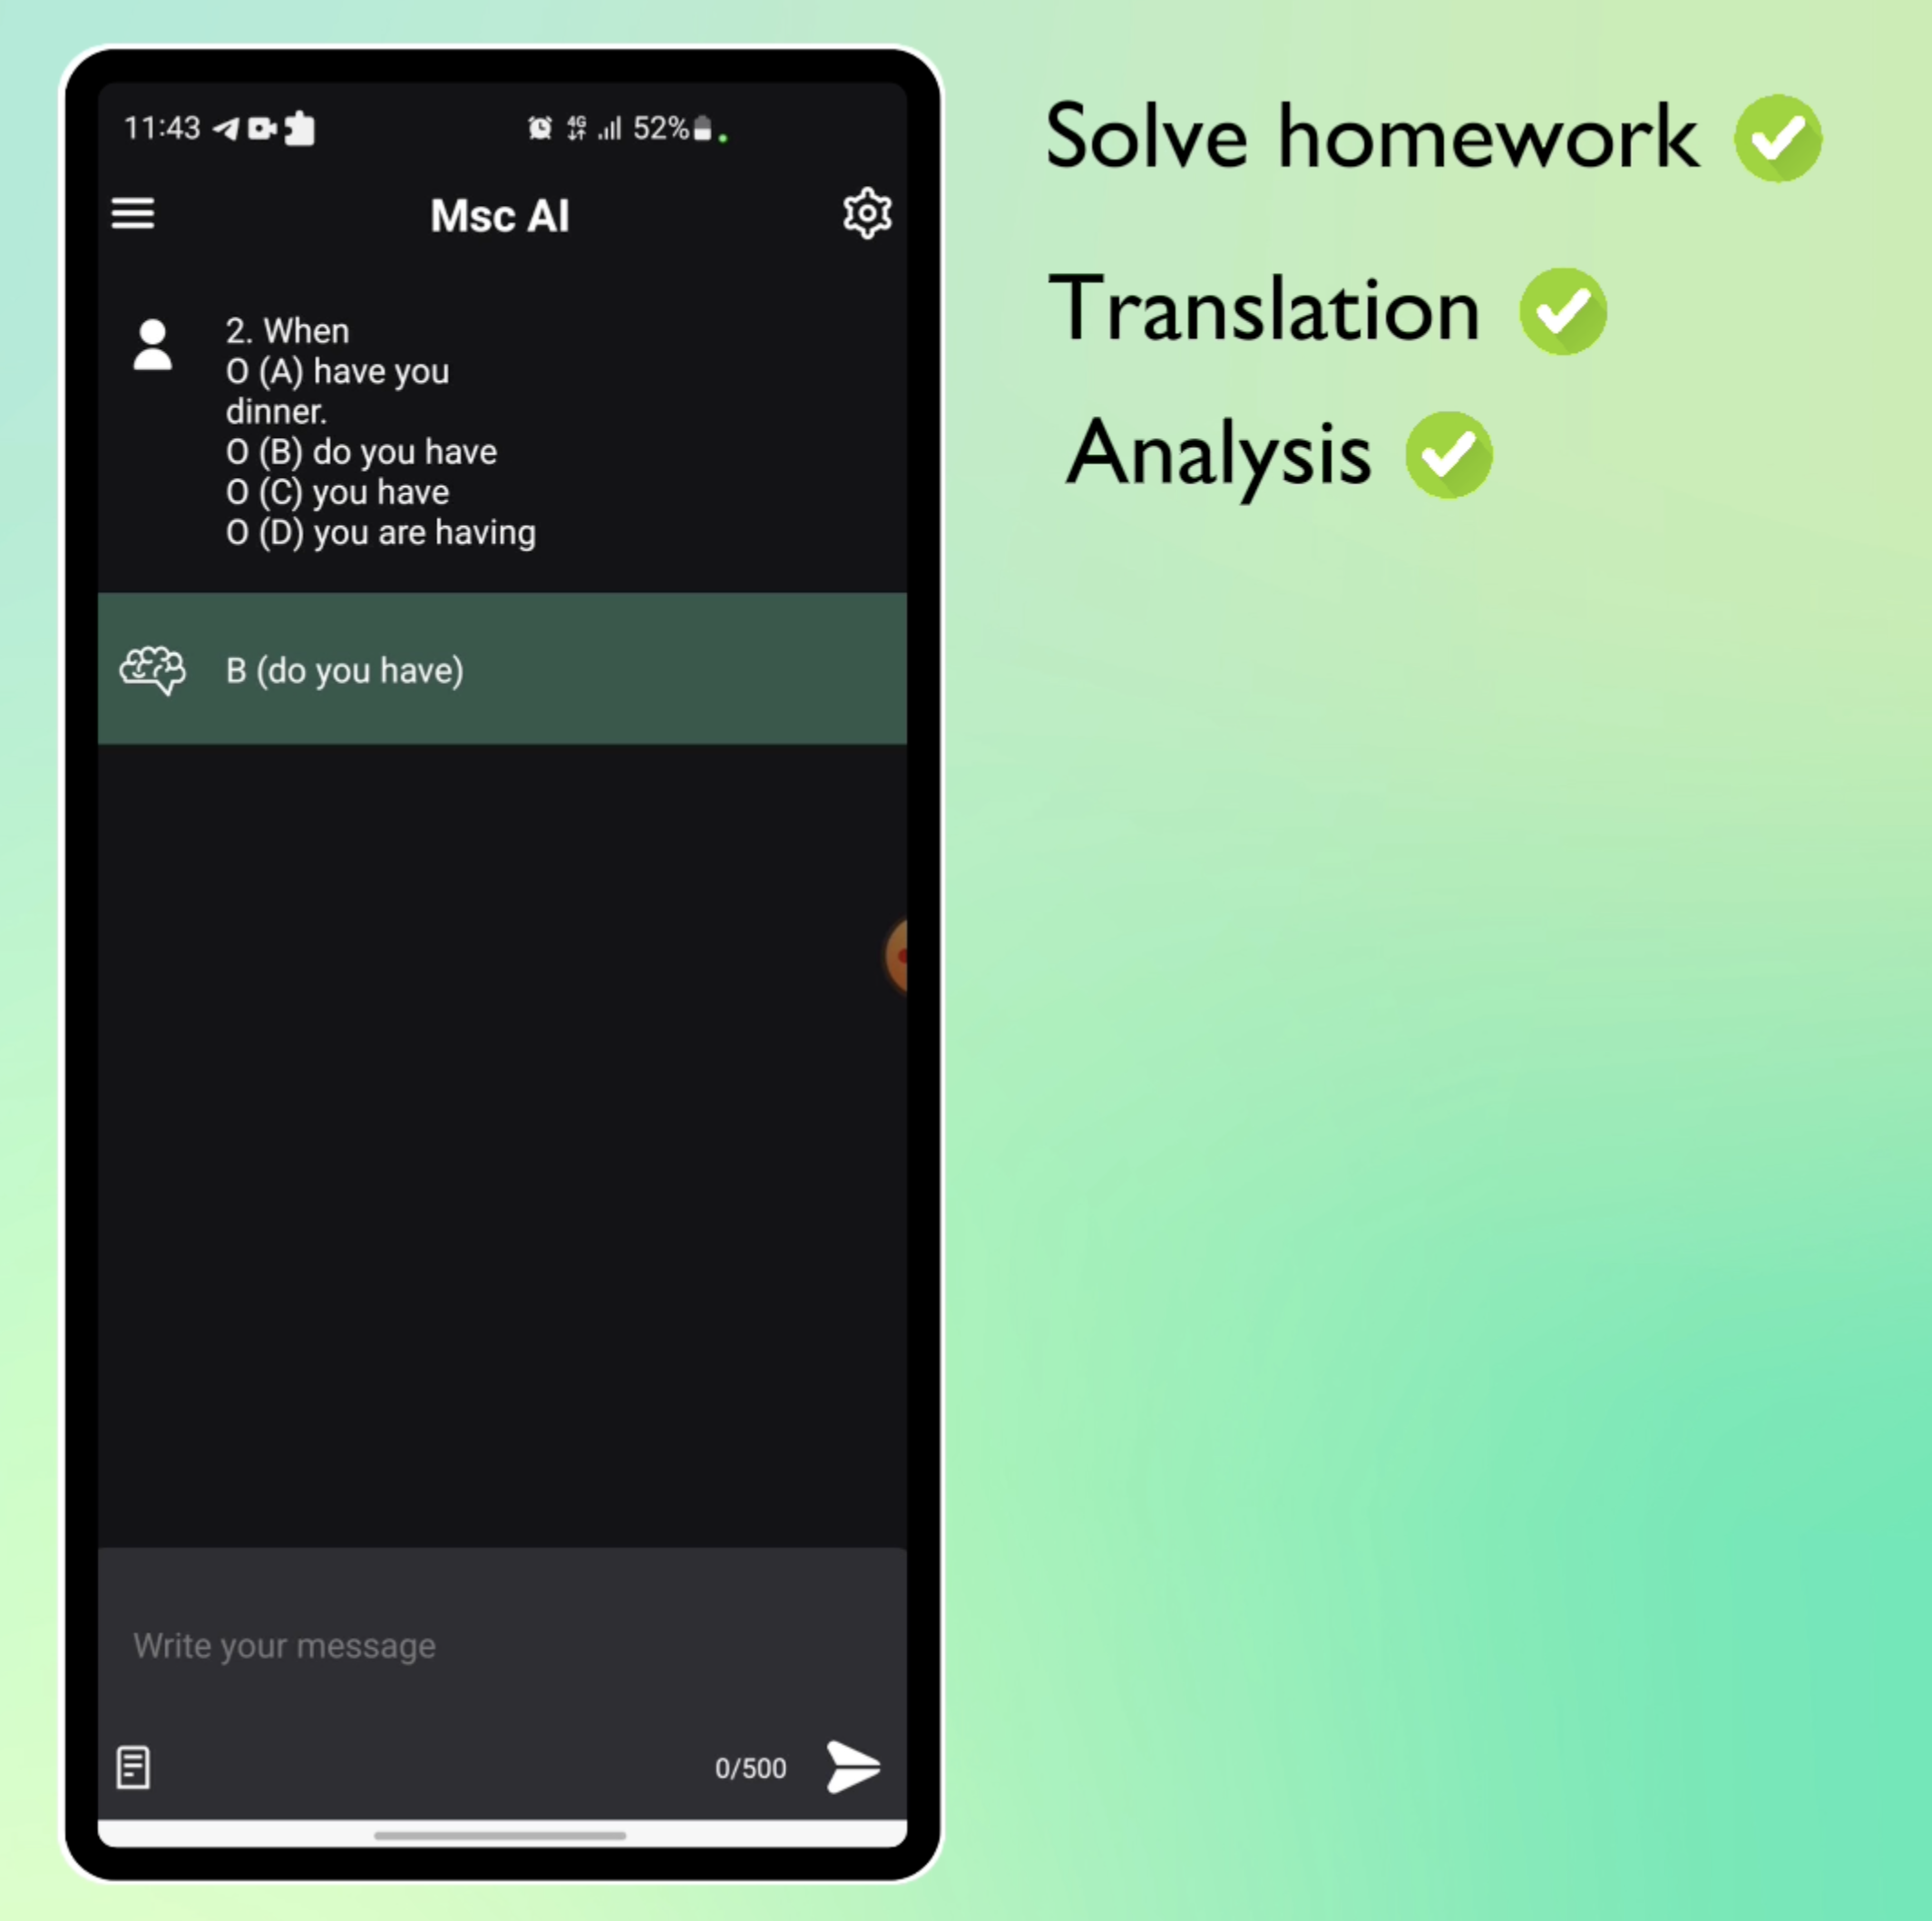 11:43
4G 52%
Msc AI
2. When
O (A) have you
dinner.
O (B) do you have
O (C) you have
O (D) you are having
B (do you have)
Write your message
0/500
Solve homework
Translation
Analysis